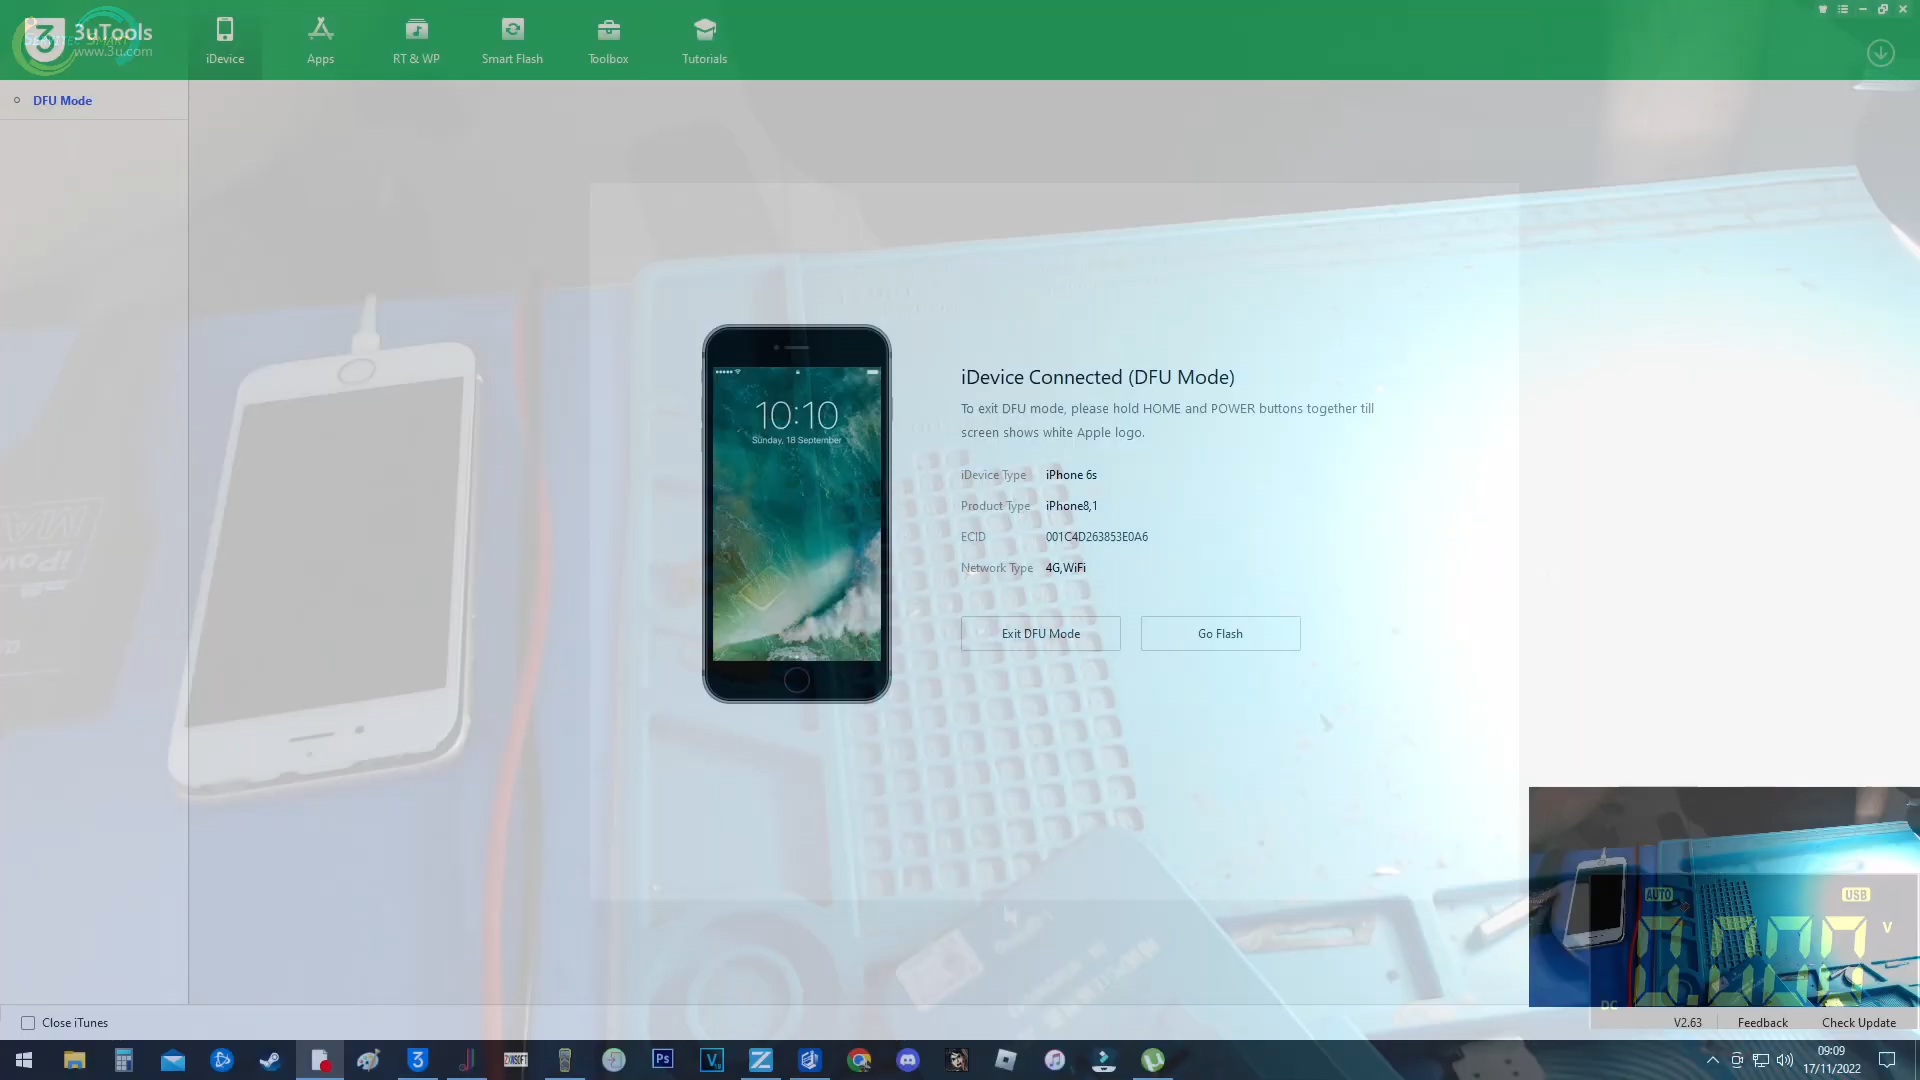 3uTools
www.3u.com
iDevice
Apps
RT & WP
Smart Flash
Toolbox
Tutorials
DFU Mode
10:10
Sunday, 18 September
iDevice Connected (DFU Mode)
To exit DFU mode, please hold HOME and POWER buttons together till
screen shows white Apple logo.
iDevice Type iPhone 6s
Product Type iPhone8,1
ECID 001C4D263853E0A6
Network Type 4G,WiFi
Exit DFU Mode
Go Flash
AUTO
USB
V
DC
Close iTunes
V2.63
Feedback
Check Update
Ps
09:09
17/11/2022